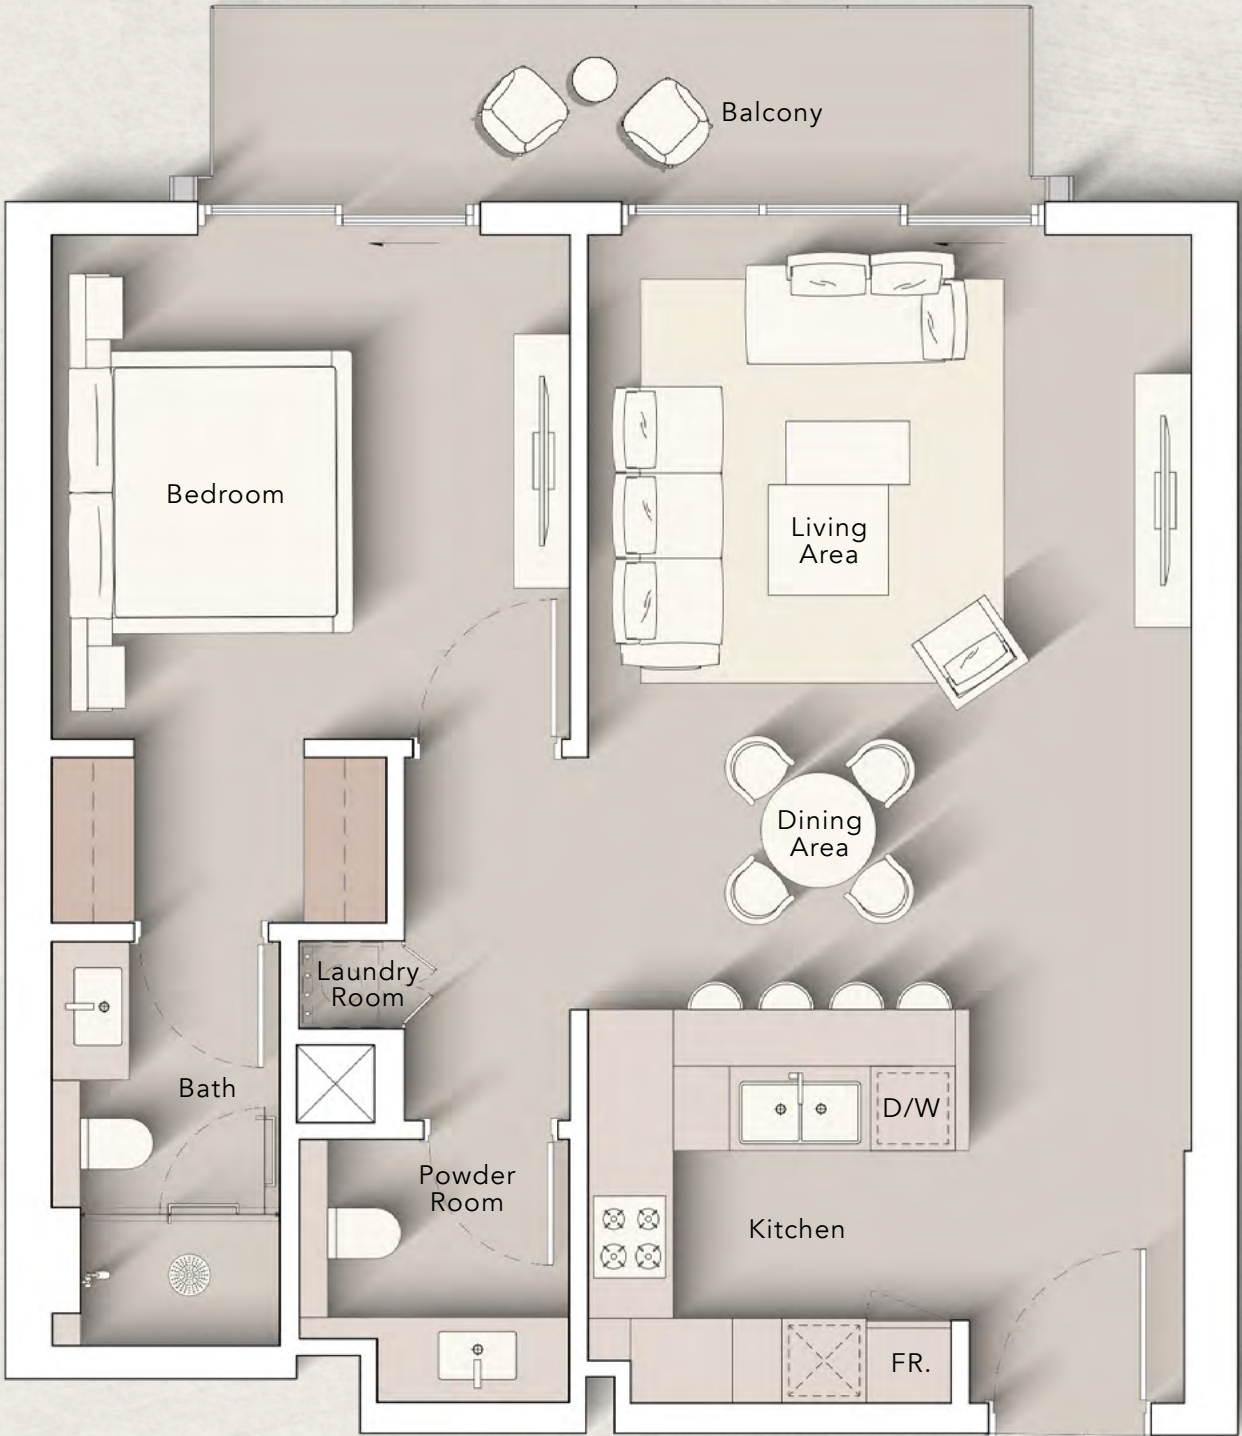 Balcony
Bedroom
Living
Area
Dining
Area
Laundry
Room
Bath
D/W
Powder
Room
Kitchen
FR.